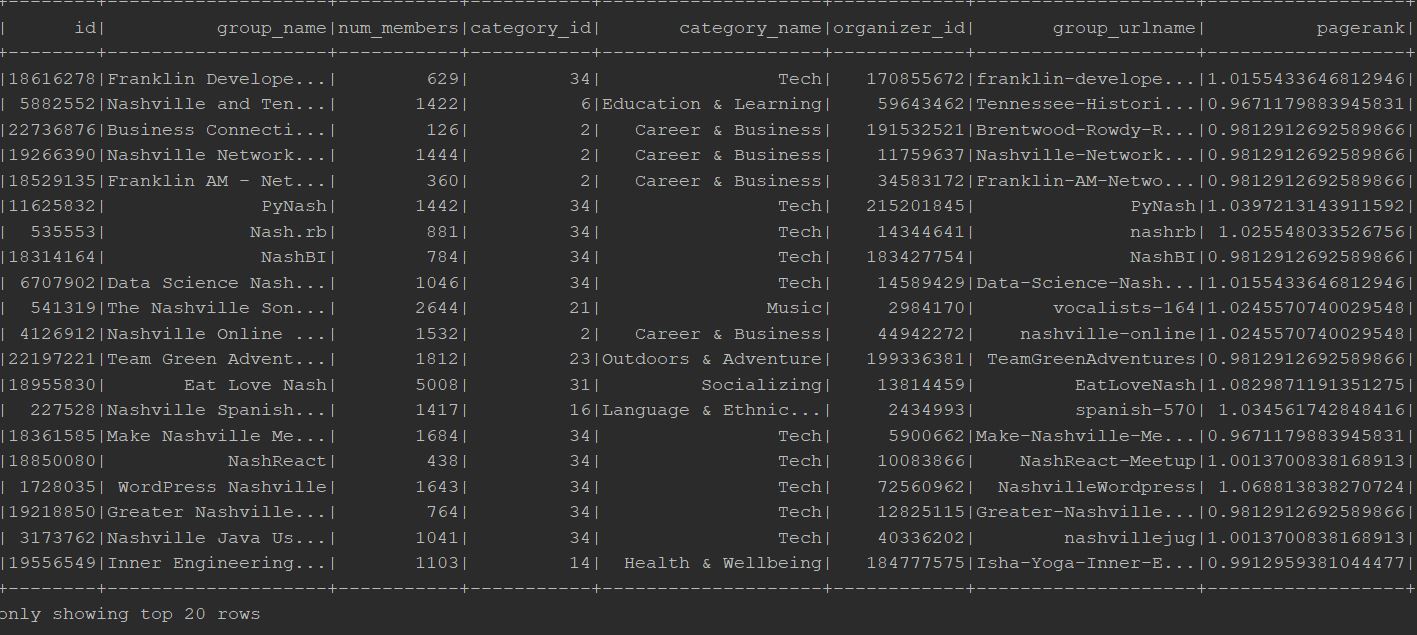 +--------+--------------------+-----------+-----------+--------------------+------------+--------------------+------------------+
|      id|          group_name|num_members|category_id|       category_name|organizer_id|       group_urlname|          pagerank|
+--------+--------------------+-----------+-----------+--------------------+------------+--------------------+------------------+
|18616278|Franklin Develope...|        629|         34|                Tech|   170855672|franklin-develope...|1.0155433646812946|
| 5882552|Nashville and Ten...|       1422|          6|Education & Learning|    59643462|Tennessee-Histori...|0.9671179883945831|
|22736876|Business Connecti...|        126|          2|   Career & Business|   191532521|Brentwood-Rowdy-R...|0.9812912692589866|
|19266390|Nashville Network...|       1444|          2|   Career & Business|    11759637|Nashville-Network...|0.9812912692589866|
|18529135|Franklin AM - Net...|        360|          2|   Career & Business|    34583172|Franklin-AM-Netwo...|0.9812912692589866|
|11625832|              PyNash|       1442|         34|                Tech|   215201845|              PyNash|1.0397213143911592|
|  535553|             Nash.rb|        881|         34|                Tech|    14344641|              nashrb| 1.025548033526756|
|18314164|              NashBI|        784|         34|                Tech|   183427754|              NashBI|0.9812912692589866|
| 6707902|Data Science Nash...|       1046|         34|                Tech|    14589429|Data-Science-Nash...|1.0155433646812946|
|  541319|The Nashville Son...|       2644|         21|               Music|     2984170|       vocalists-164|1.0245570740029548|
| 4126912|Nashville Online ...|       1532|          2|   Career & Business|    44942272|    nashville-online|1.0245570740029548|
|22197221|Team Green Advent...|       1812|         23|Outdoors & Adventure|   199336381| TeamGreenAdventures|0.9812912692589866|
|18955830|       Eat Love Nash|       5008|         31|         Socializing|    13814459|         EatLoveNash|1.0829871191351275|
|  227528|Nashville Spanish...|       1417|         16|Language & Ethnic...|     2434993|         spanish-570| 1.034561742848416|
|18361585|Make Nashville Me...|       1684|         34|                Tech|     5900662|Make-Nashville-Me...|0.9671179883945831|
|18850080|           NashReact|        438|         34|                Tech|    10083866|    NashReact-Meetup|1.0013700838168913|
| 1728035| WordPress Nashville|       1643|         34|                Tech|    72560962|  NashvilleWordpress| 1.068813838270724|
|19218850|Greater Nashville...|        764|         34|                Tech|    12825115|Greater-Nashville...|0.9812912692589866|
| 3173762|Nashville Java Us...|       1041|         34|                Tech|    40336202|        nashvillejug|1.0013700838168913|
|19556549|Inner Engineering...|       1103|         14|  Health & Wellbeing|   184777575|Isha-Yoga-Inner-E...|0.9912959381044477|
+--------+--------------------+-----------+-----------+--------------------+------------+--------------------+------------------+
only showing top 20 rows